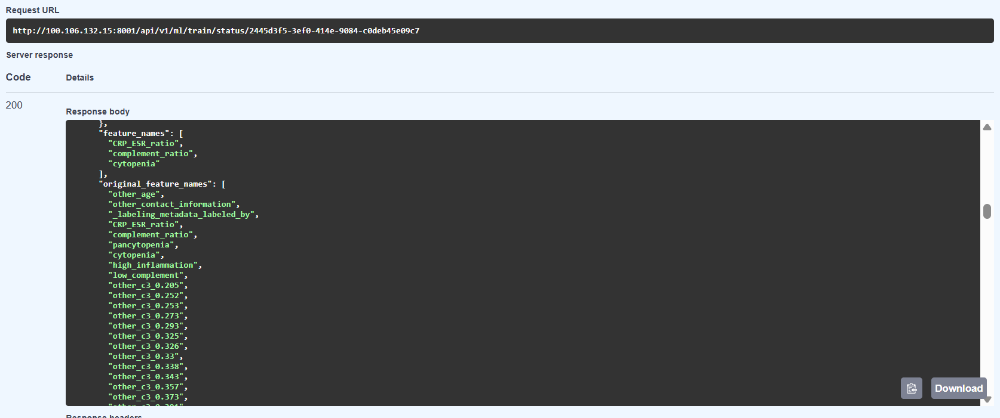 Request URL
http://100.106.132.15:8001/api/v1/ml/train/status/2445d3f5-3ef0-414e-9084-c0deb45e09c7
Server response
Code Details
200
Response body
},
"feature_names": [
"CRP_ESR_ratio",
"complement_ratio",
"cytopenia"
],
"original_feature_names": [
"other_age",
"other_contact_information",
"_labeling_metadata_labeled_by",
"CRP_ESR_ratio",
"complement_ratio",
"pancytopenia",
"cytopenia",
"high_inflammation",
"low_complement",
"other_c3_0.205",
"other_c3_0.252",
"other_c3_0.253",
"other_c3_0.273",
"other_c3_0.293",
"other_c3_0.325",
"other_c3_0.326",
"other_c3_0.33",
"other_c3_0.338",
"other_c3_0.343",
"other_c3_0.357",
"other_c3_0.373",
Download
Response headers